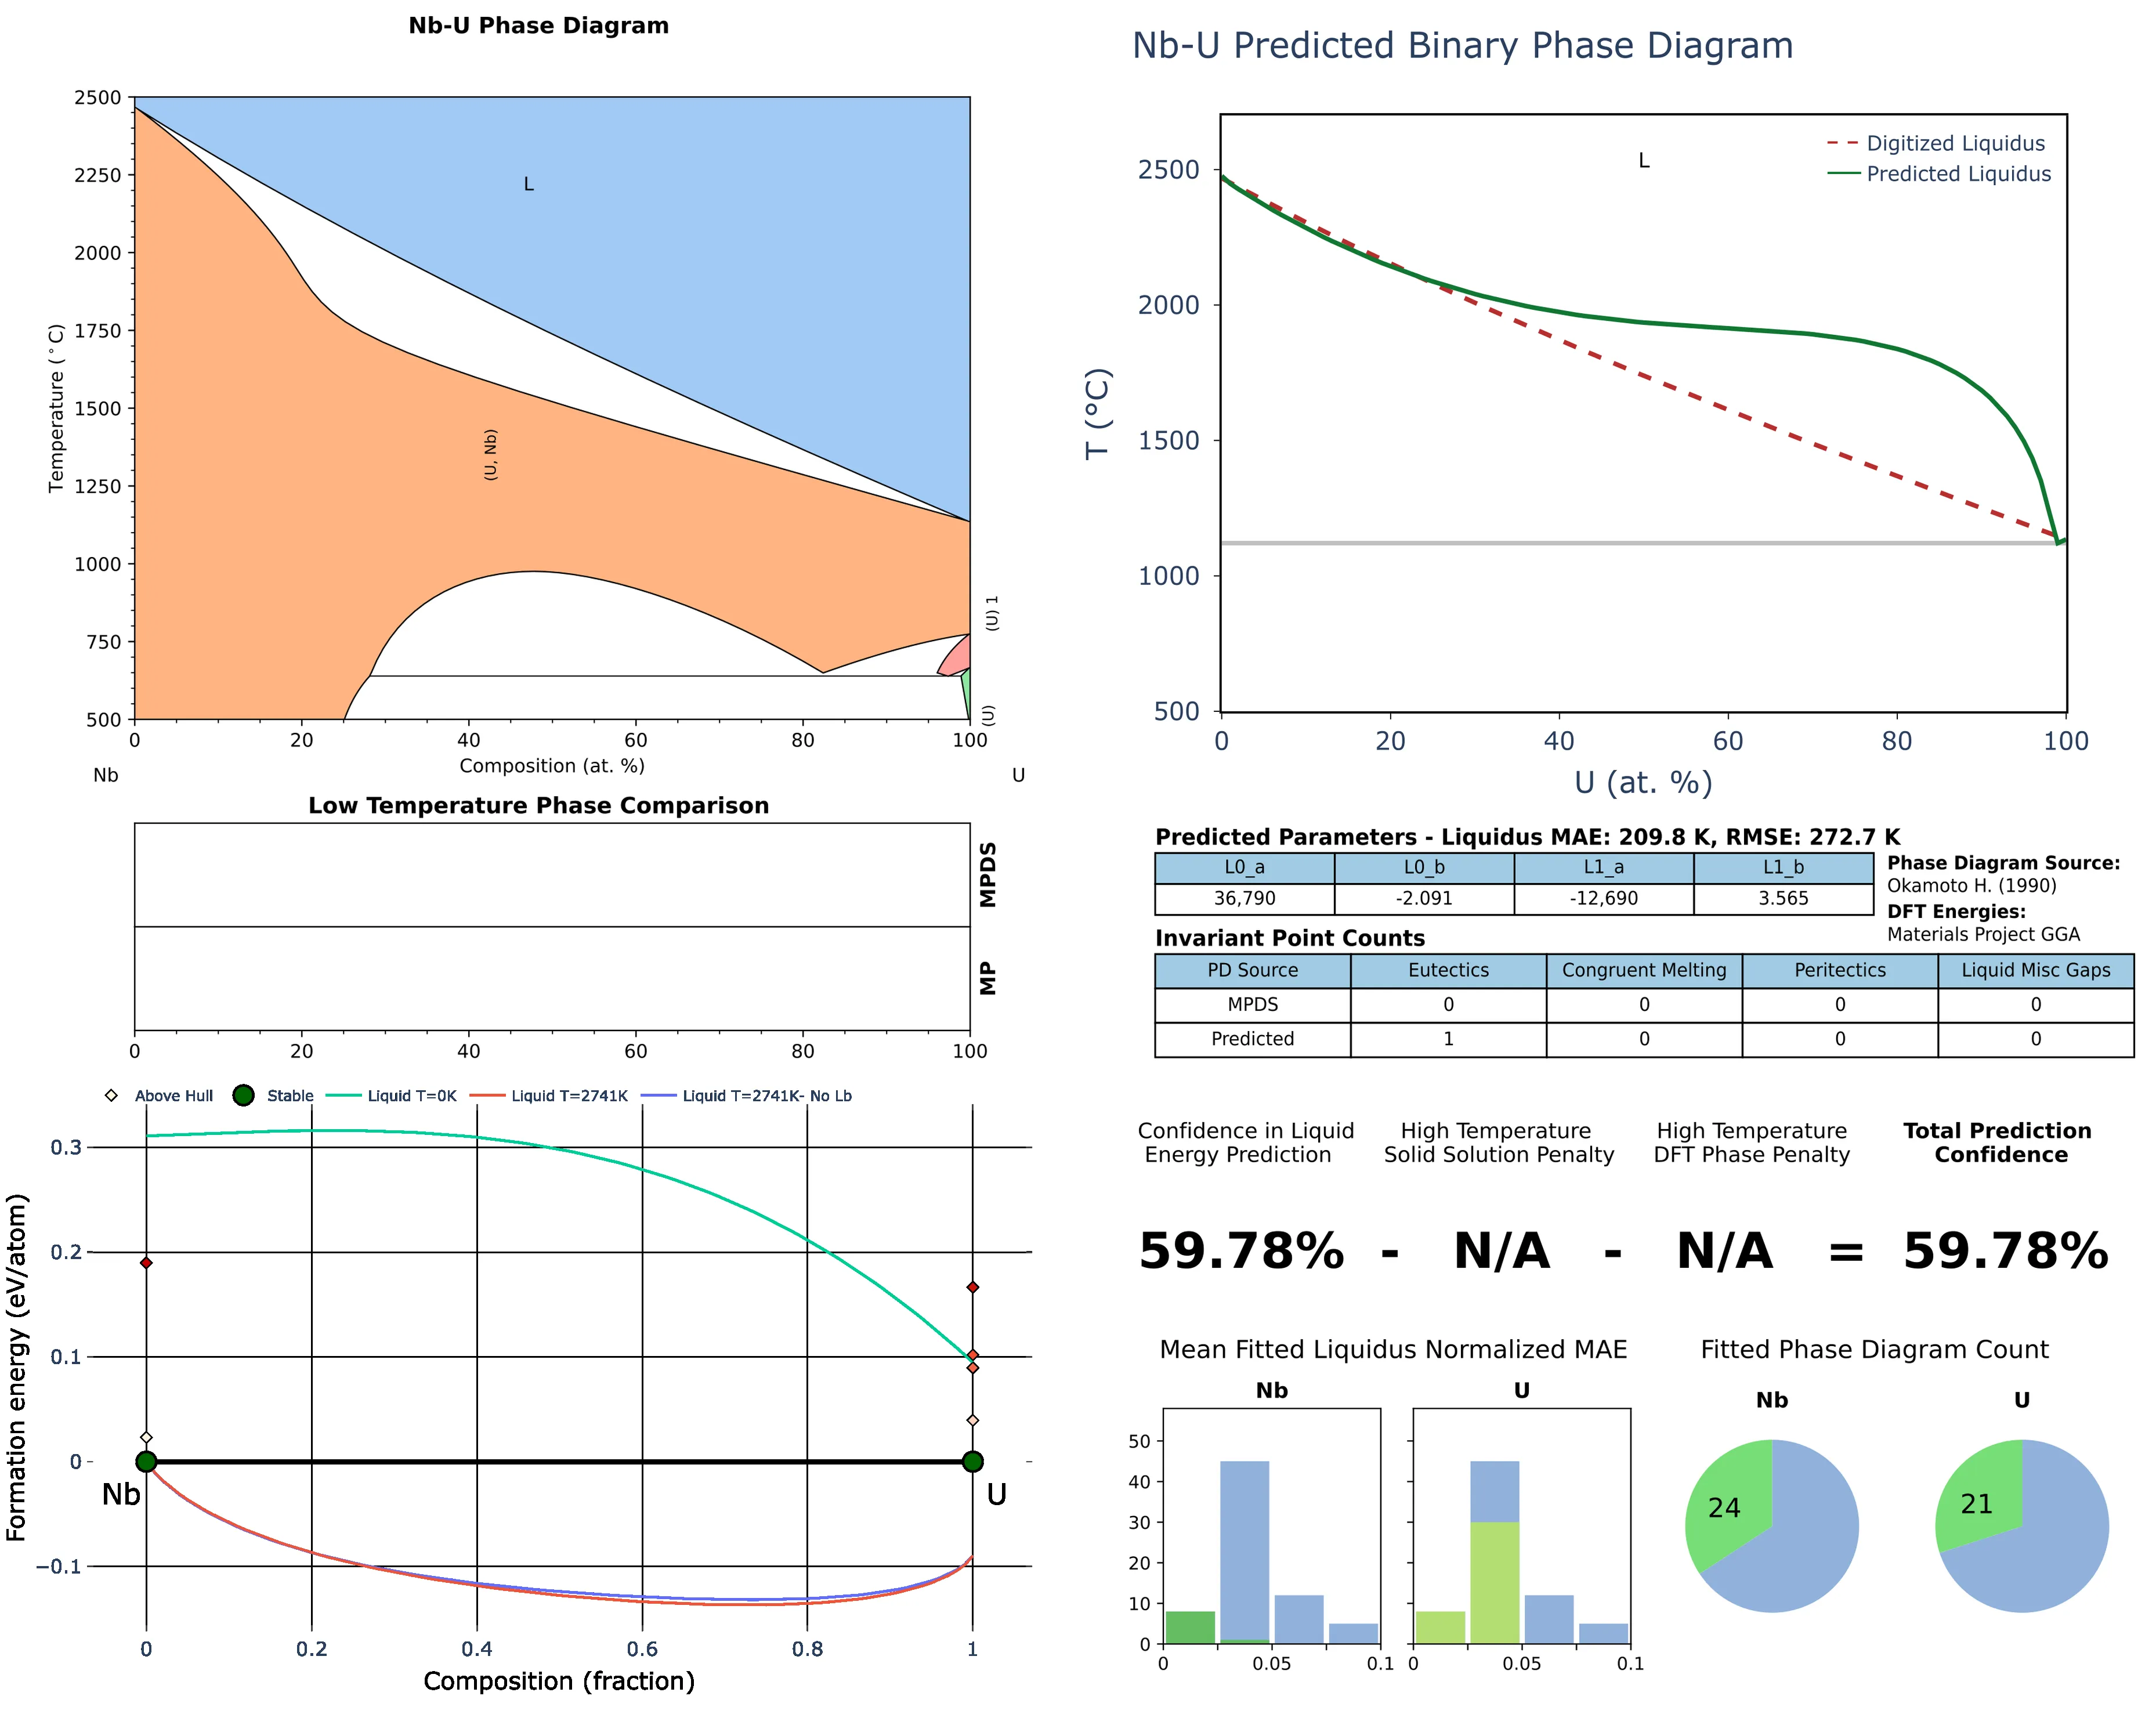 Nb-U Phase Diagram
2500
2250
2000
1750
1500
1250
1000
750
500
Temperature (°C)
L
(U, Nb)
(U) 1
(U)
0 20 40 60 80 100
Composition (at. %)
Nb U
Low Temperature Phase Comparison
MPDS
MP
0 20 40 60 80 100
Above Hull Stable Liquid T=0K Liquid T=2741K Liquid T=2741K- No Lb
0.3
0.2
0.1
0
−0.1
Formation energy (eV/atom)
Nb U
0 0.2 0.4 0.6 0.8 1
Composition (fraction)
Nb-U Predicted Binary Phase Diagram
L
Digitized Liquidus
Predicted Liquidus
2500
2000
1500
1000
500
T (°C)
0 20 40 60 80 100
U (at. %)
Predicted Parameters - Liquidus MAE: 209.8 K, RMSE: 272.7 K
L0_a L0_b L1_a L1_b
36,790 -2.091 -12,690 3.565
Phase Diagram Source:
Okamoto H. (1990)
DFT Energies:
Materials Project GGA
Invariant Point Counts
PD Source Eutectics Congruent Melting Peritectics Liquid Misc Gaps
MPDS 0 0 0 0
Predicted 1 0 0 0
Confidence in Liquid
Energy Prediction
High Temperature
Solid Solution Penalty
High Temperature
DFT Phase Penalty
Total Prediction
Confidence
59.78% - N/A - N/A = 59.78%
Mean Fitted Liquidus Normalized MAE
Nb U
50
40
30
20
10
0
0 0.05 0.1 0 0.05 0.1
Fitted Phase Diagram Count
Nb U
24 21